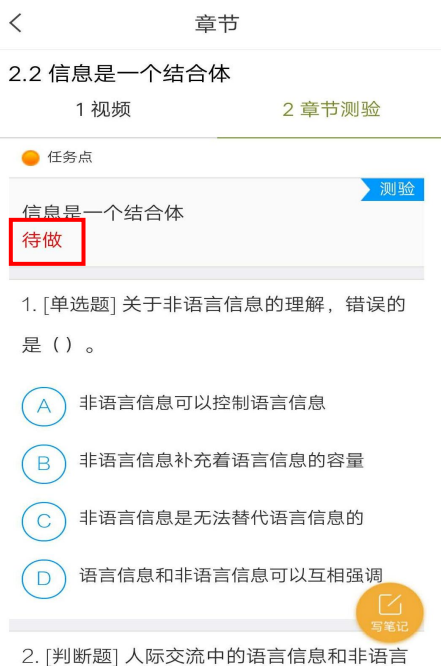 章节
2.2 信息是一个结合体
1 视频
2 章节测验
任务点
测验
信息是一个结合体
待做
1. [单选题] 关于非语言信息的理解，错误的
是（）。
A 非语言信息可以控制语言信息
B 非语言信息补充着语言信息的容量
C 非语言信息是无法替代语言信息的
D 语言信息和非语言信息可以互相强调
写笔记
2. [判断题] 人际交流中的语言信息和非语言